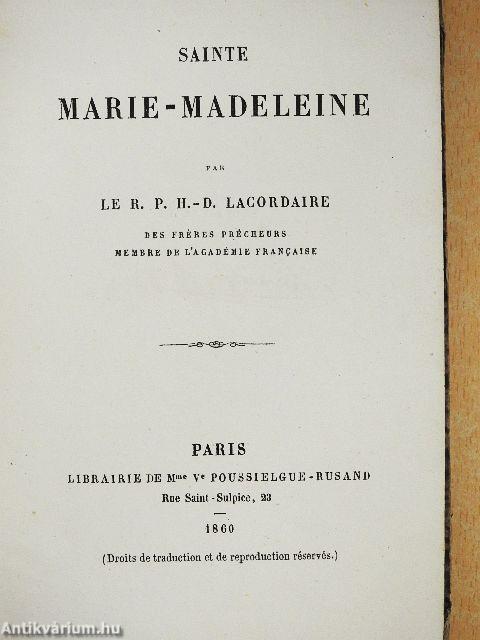 SAINTE
MARIE-MADELEINE
PAR
LE R. P. H.-D. LACORDAIRE
DES FRÈRES PRÊCHEURS
MEMBRE DE L'ACADÉMIE FRANÇAISE
PARIS
LIBRAIRIE DE Mme Ve POUSSIELGUE-RUSAND
Rue Saint-Sulpice, 23
1860
(Droits de traduction et de reproduction réservés.)
Antikvárium.hu